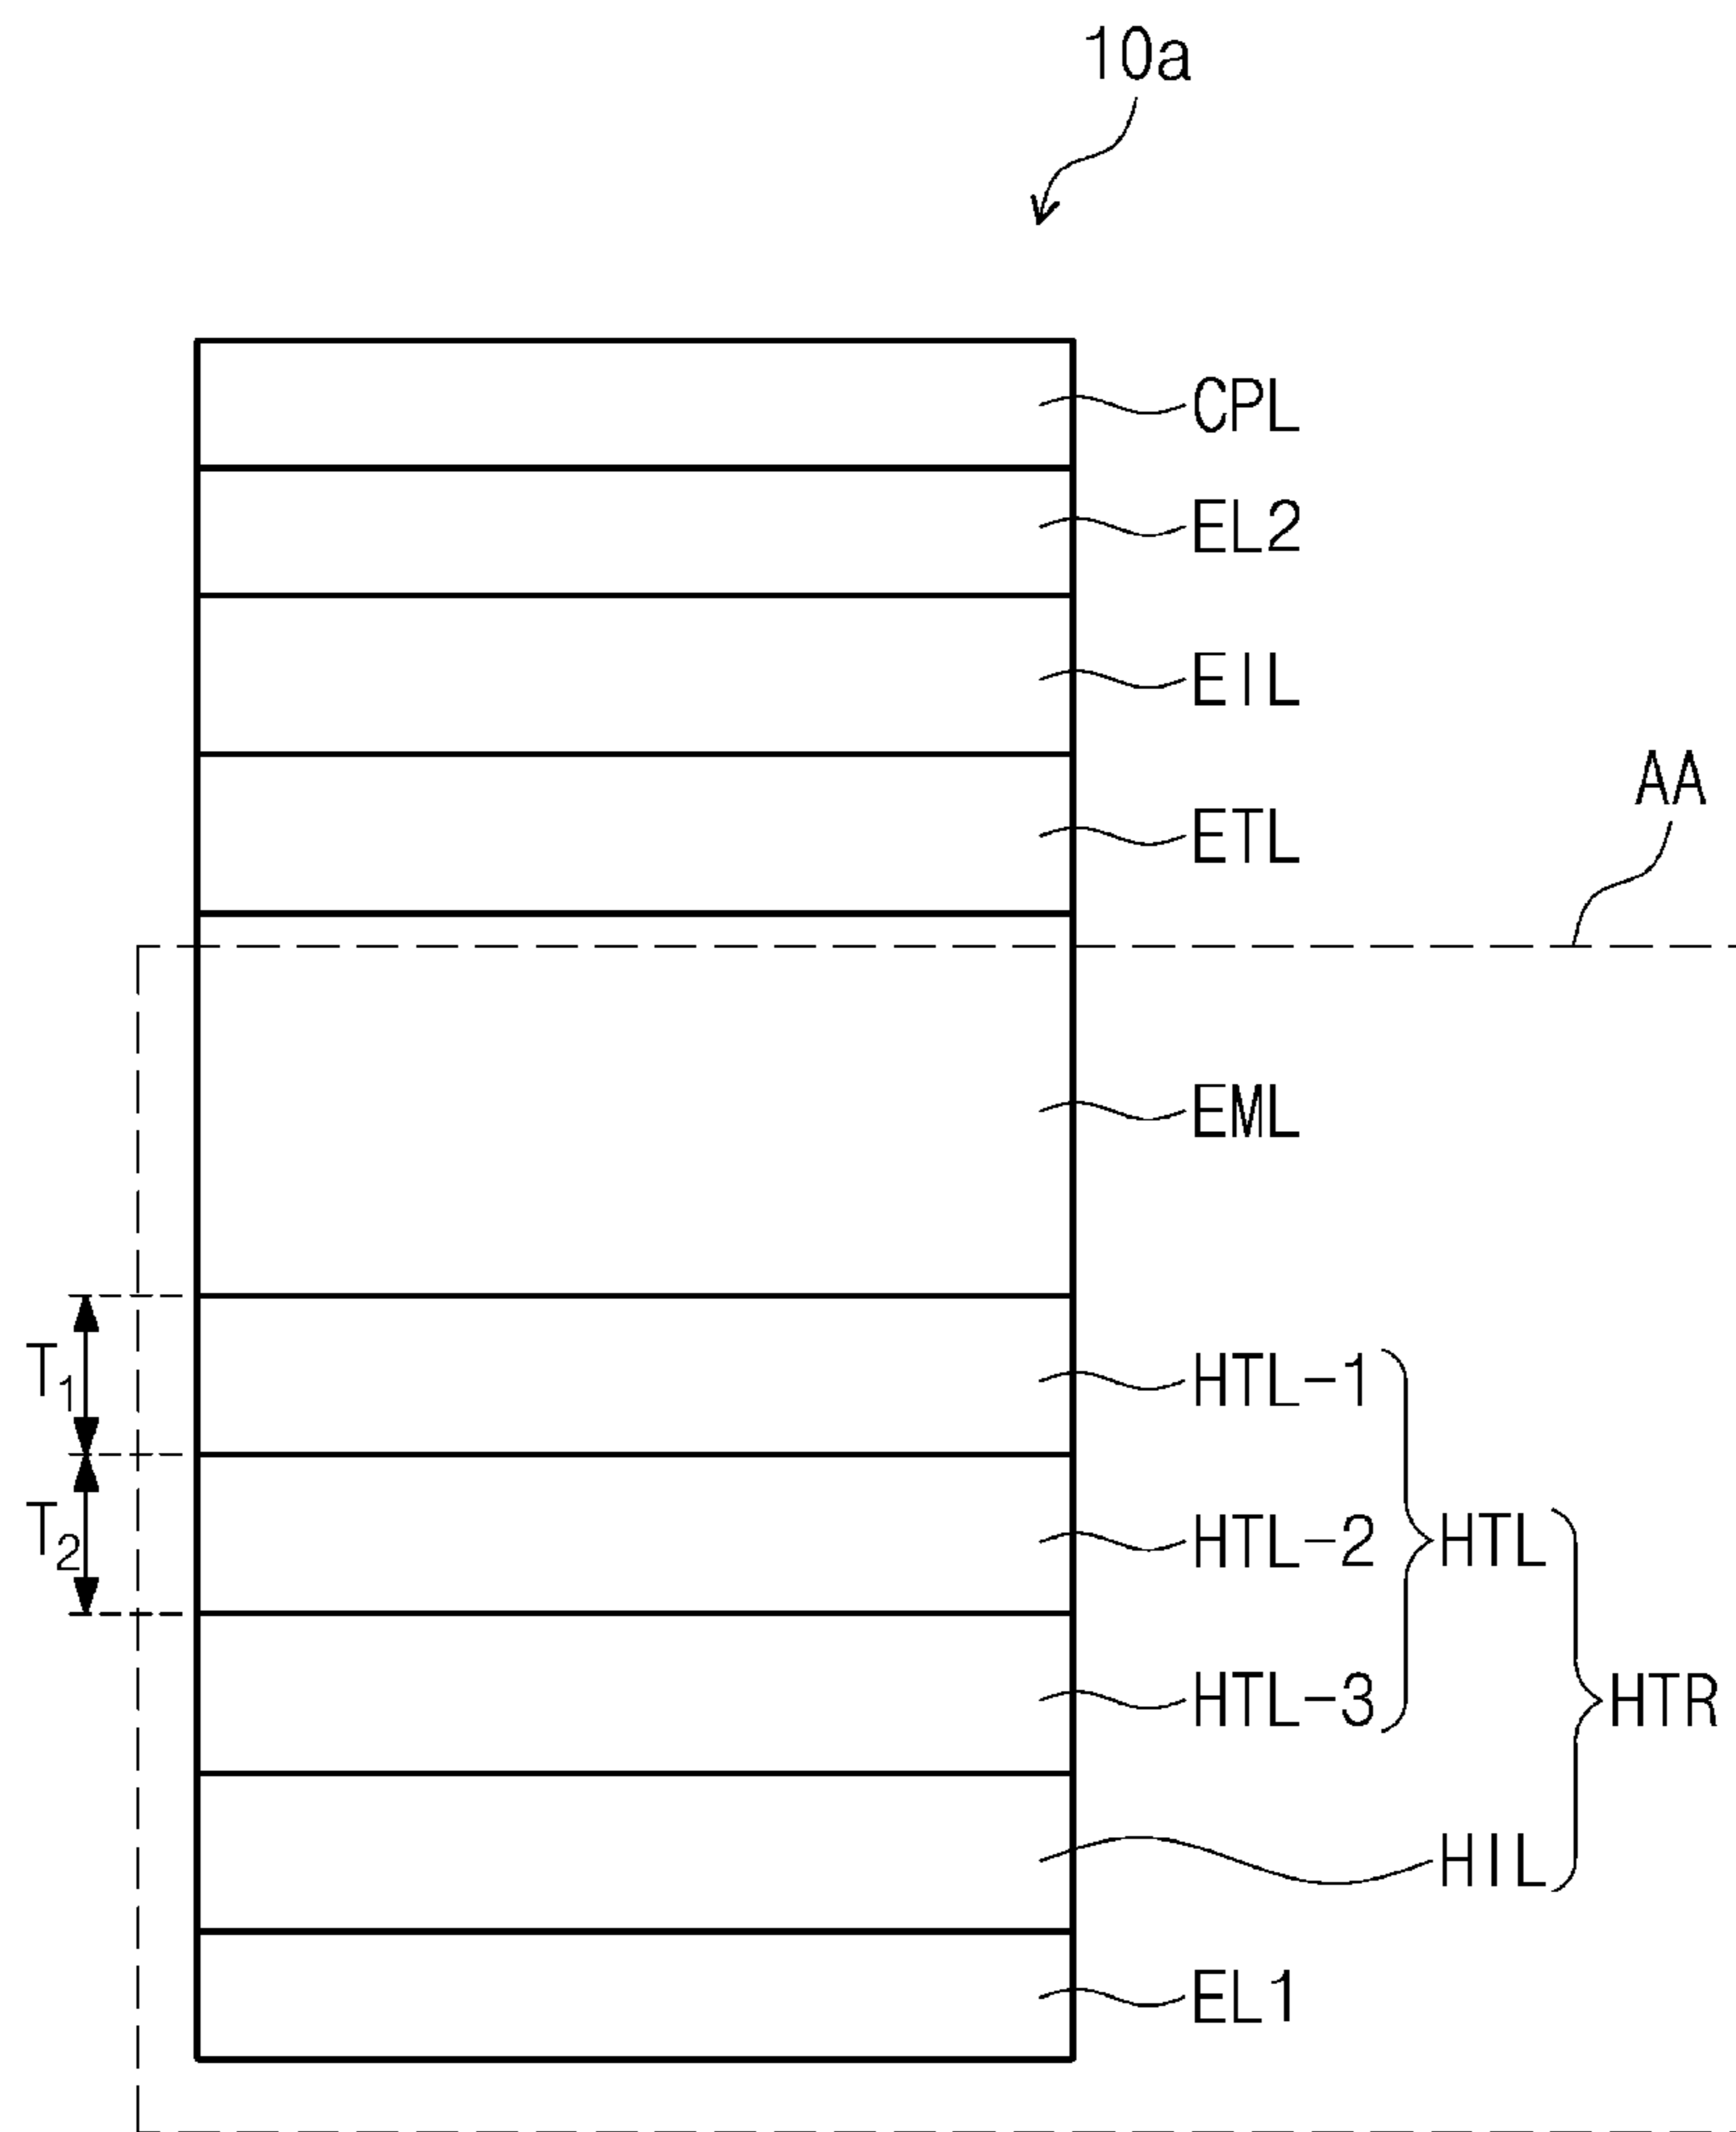 10a
CPL
EL2
EIL
AA
ETL
EML
T1
HTL-1
T2
HTL-2
HTL
HTL-3
HTR
HIL
EL1